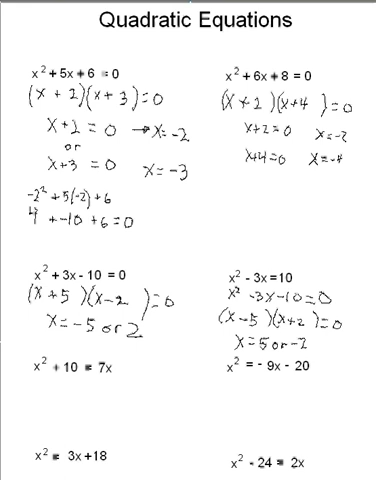 Quadratic Equations
x² + 5x + 6 = 0
(x + 2)(x + 3) = 0
x + 2 = 0 → x = -2
or
x + 3 = 0 x = -3
-2² + 5(-2) + 6
4 + -10 + 6 = 0
x² + 6x + 8 = 0
(x + 2)(x + 4) = 0
x + 2 = 0 x = -2
x + 4 = 0 x = -4
x² + 3x - 10 = 0
(x + 5)(x - 2) = 0
x = -5 or 2
x² - 3x = 10
x² - 3x - 10 = 0
(x - 5)(x + 2) = 0
x = 5 or -2
x² + 10 = 7x
x² = - 9x - 20
x² = 3x + 18
x² - 24 = 2x